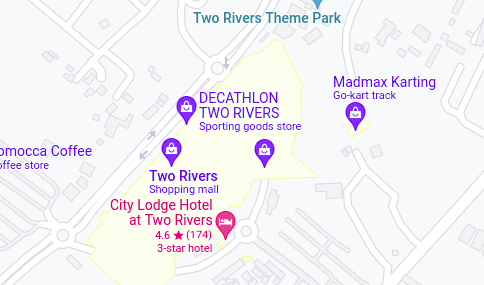 Two Rivers Theme Park
Madmax Karting
Go-kart track
DECATHLON
TWO RIVERS
Sporting goods store
omocca Coffee
offee store
Two Rivers
Shopping mall
City Lodge Hotel
at Two Rivers
4.6 ★ (174)
3-star hotel